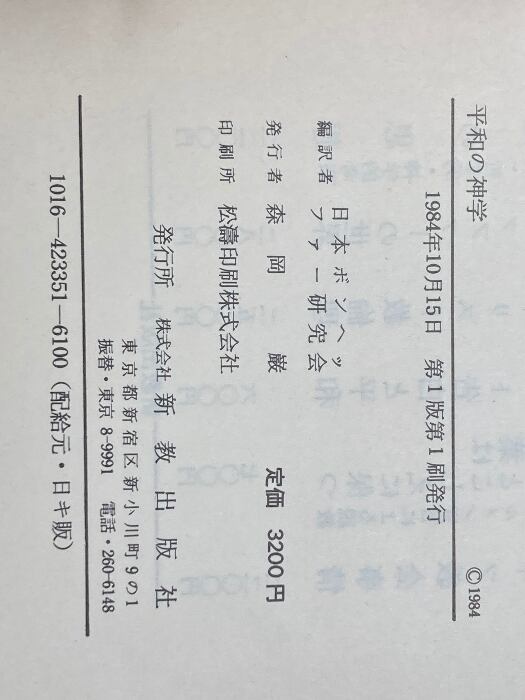 平和の神学
© 1984
1984年10月15日 第1版第1刷発行
編訳者 日本ボンヘッファー研究会
発行者 森岡巌
定価 3200円
印刷所 松濤印刷株式会社
発行所 株式会社 新教出版社
東京都新宿区新小川町9の1
振替・東京 8-9991 電話・260-6148
1016—423351—6100（配給元・日キ販）